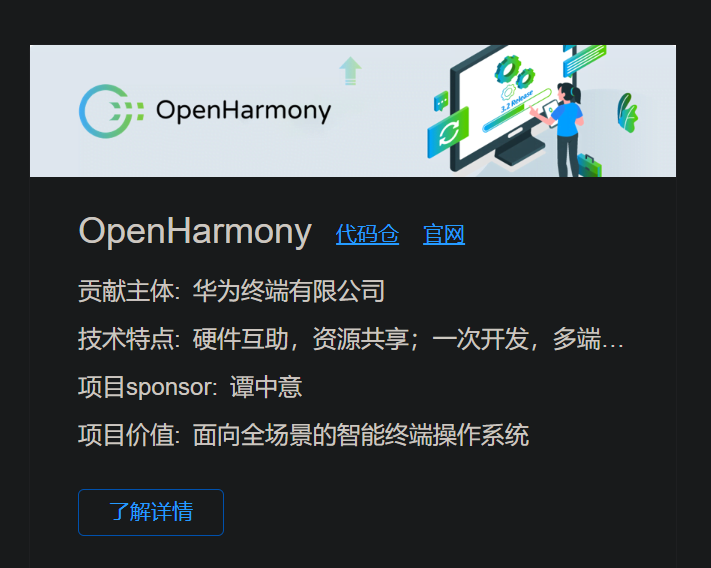 OpenHarmony
3.2 Release
OpenHarmony 代码仓 官网
贡献主体: 华为终端有限公司
技术特点: 硬件互助，资源共享；一次开发，多端…
项目sponsor: 谭中意
项目价值: 面向全场景的智能终端操作系统
了解详情